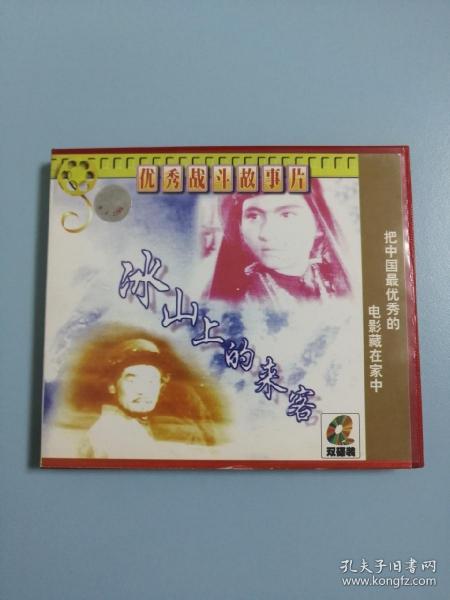 优秀战斗故事片
冰山上的来客
把中国最优秀的
电影藏在家中
双碟装
孔夫子旧书网
www.kongfz.com